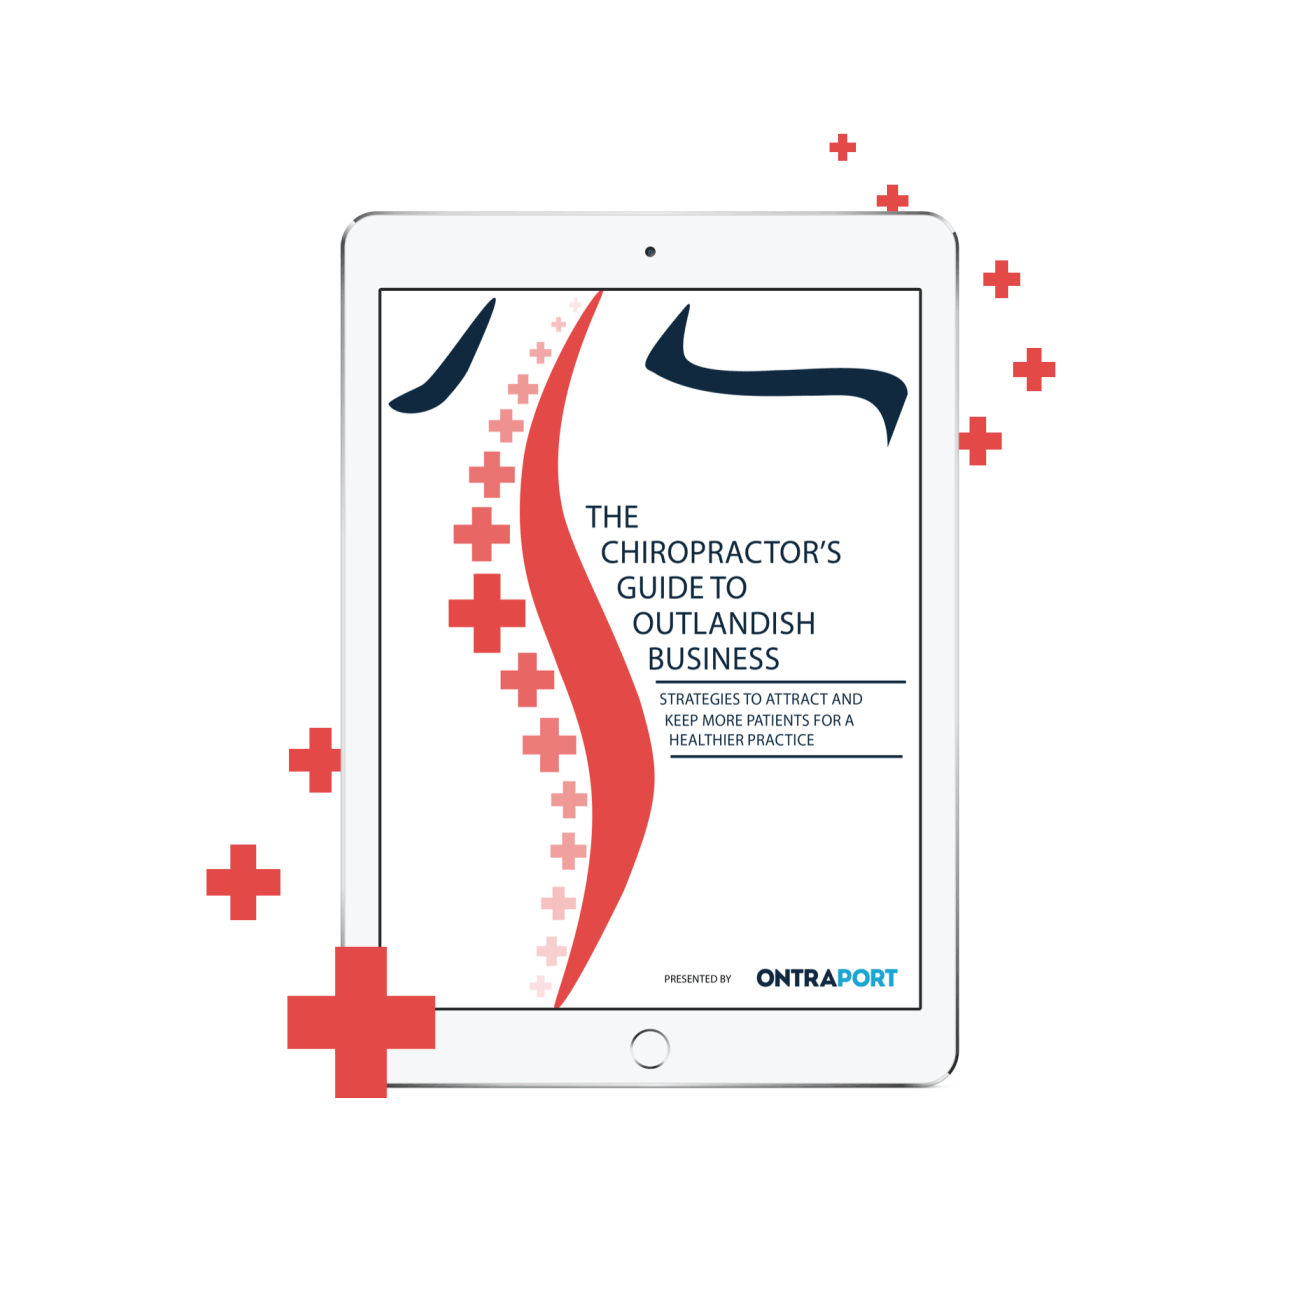 THE
CHIROPRACTOR’S
GUIDE TO
OUTLANDISH
BUSINESS
STRATEGIES TO ATTRACT AND
KEEP MORE PATIENTS FOR A
HEALTHIER PRACTICE
PRESENTED BY ONTRAPORT